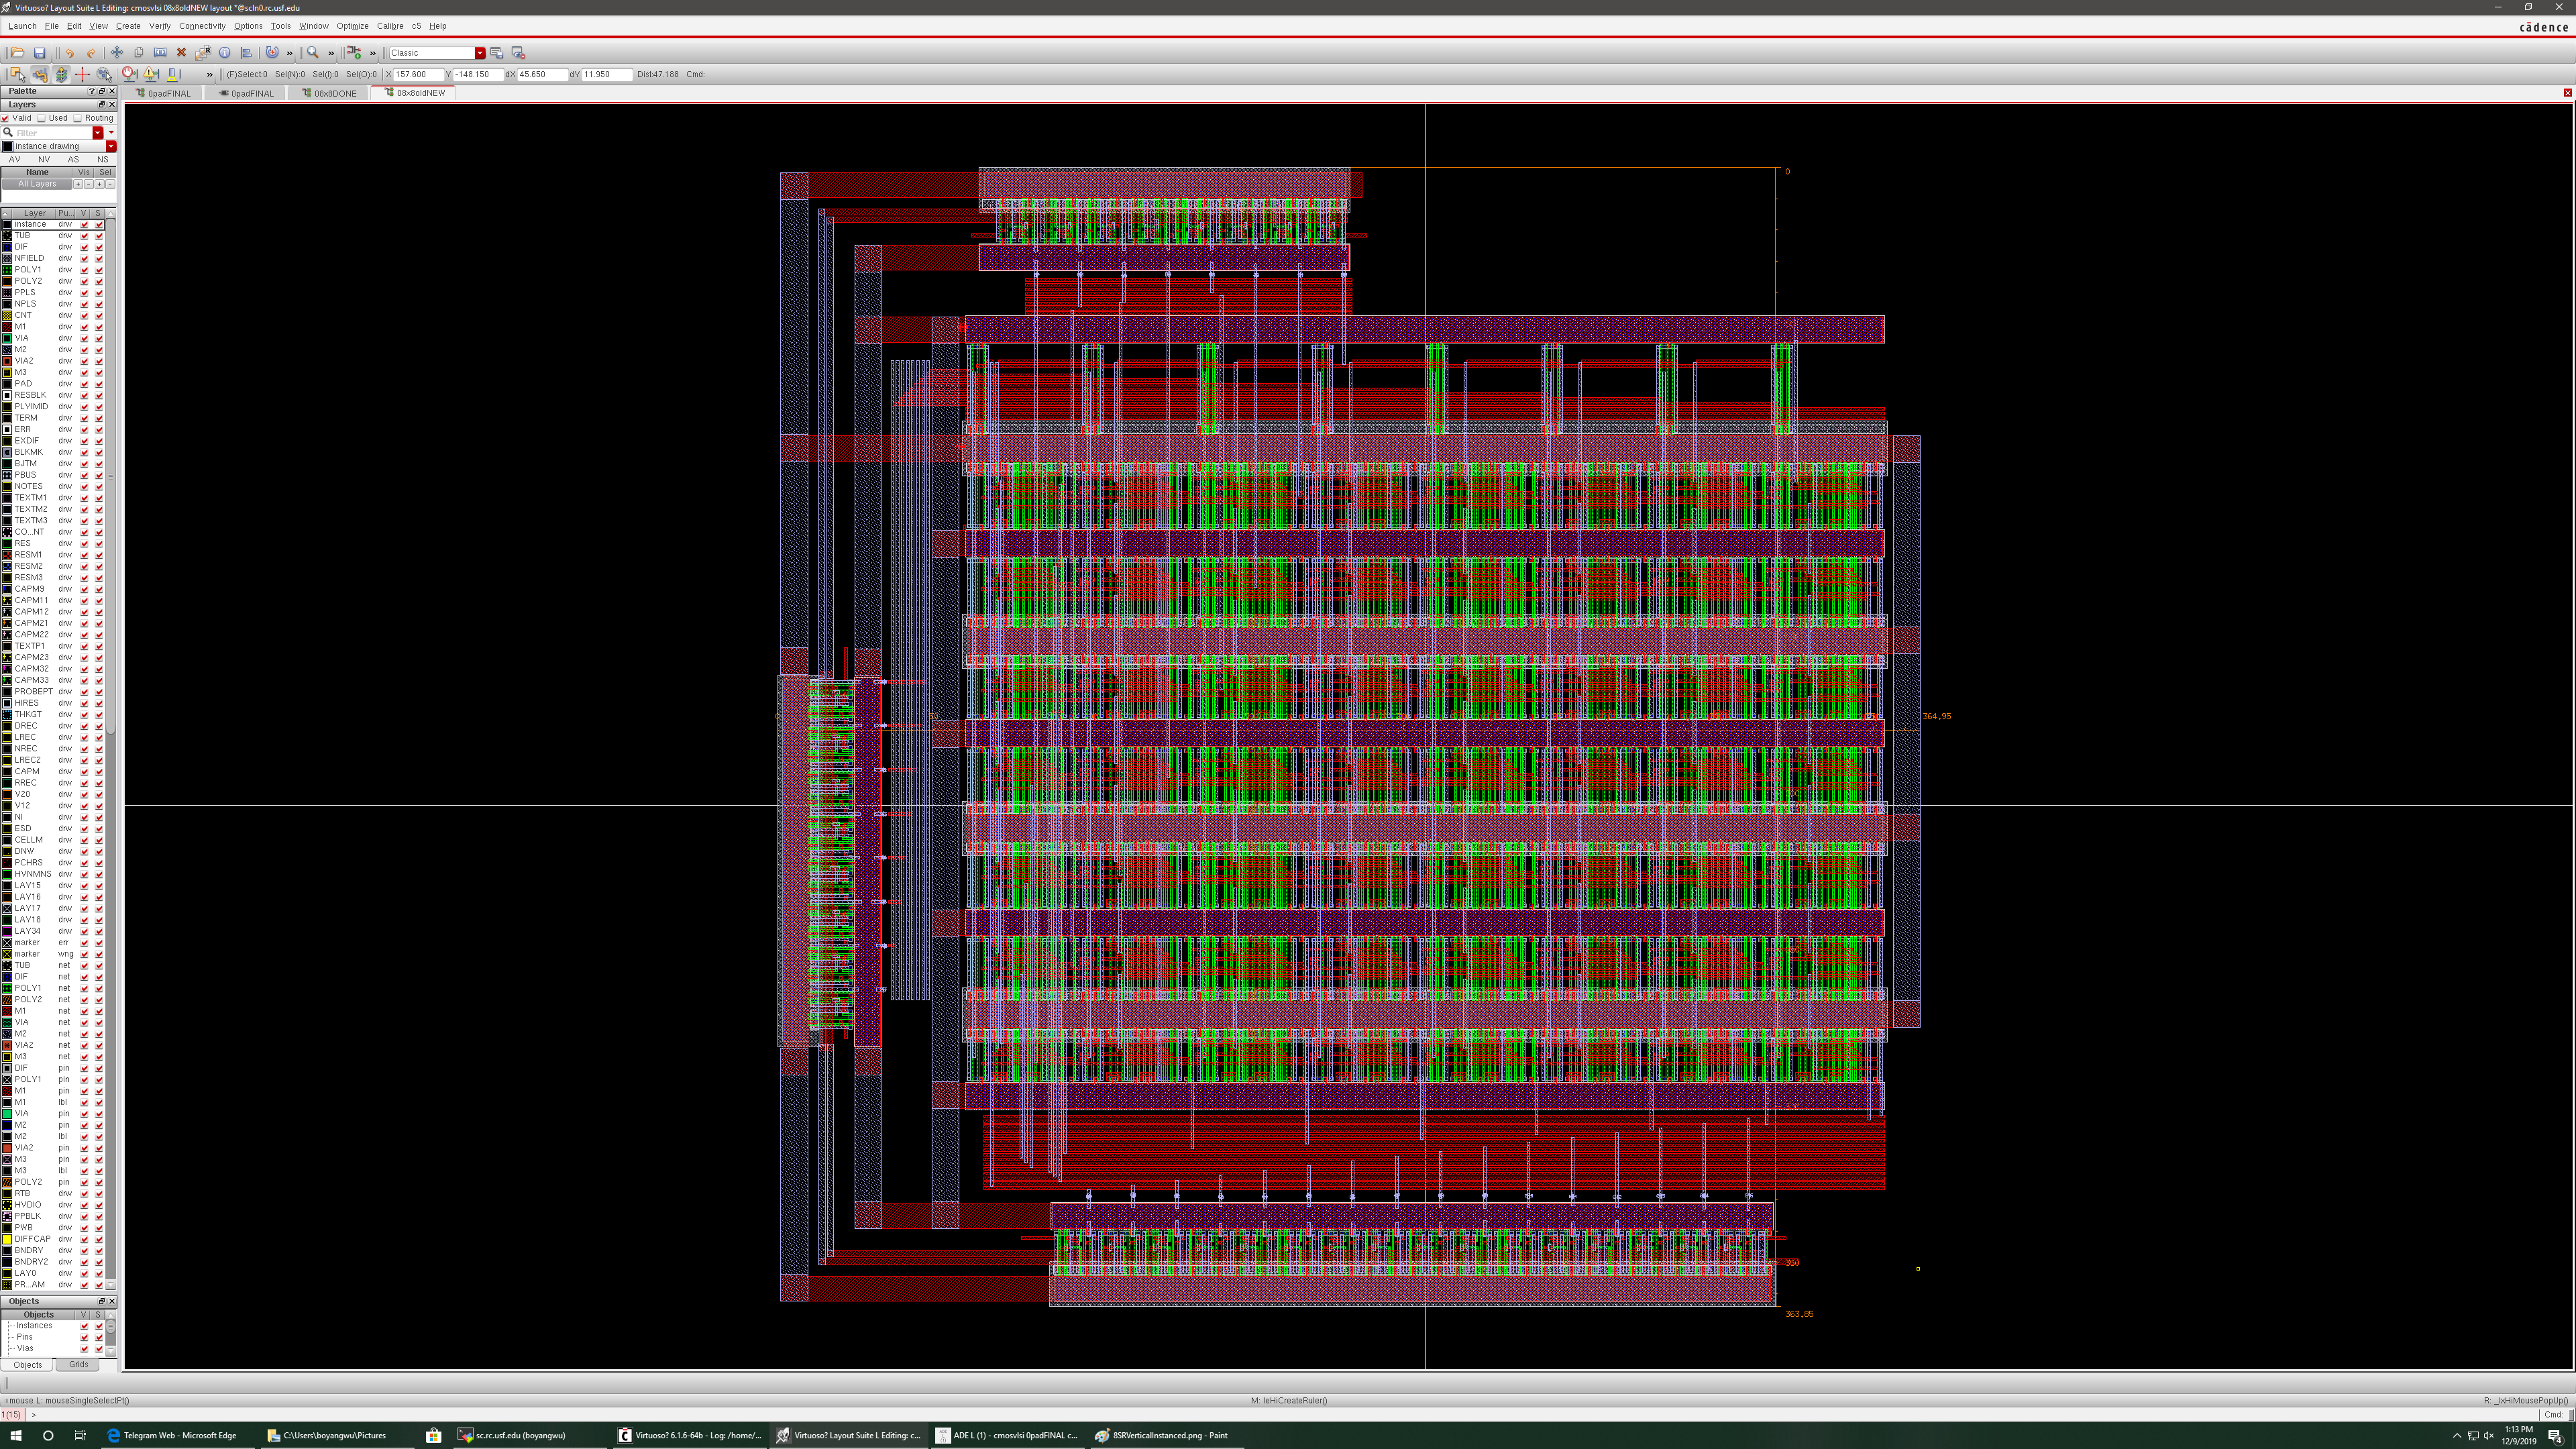 Virtuoso? Layout Suite L Editing: cmosvlsi 08x8oldNEW layout *@scln0.rc.usf.edu
Launch File Edit View Create Verify Connectivity Options Tools Window Optimize Calibre c5 Help
cādence
Classic
(F)Select:0 Sel(N):0 Sel(I):0 Sel(O):0 X 157.600 Y -148.150 dX 45.650 dY 11.950 Dist:47.188 Cmd:
Palette
0padFINAL 0padFINAL 08x8DONE 08x8oldNEW
Layers
Valid Used Routing
Filter
instance drawing
AV NV AS NS
Name Vis Sel
All Layers
Layer Pu... V S
instance drw
TUB drw
DIF drw
NFIELD drw
POLY1 drw
POLY2 drw
PPLS drw
NPLS drw
CNT drw
M1 drw
VIA drw
M2 drw
VIA2 drw
M3 drw
PAD drw
RESBLK drw
PLYIMID drw
TERM drw
ERR drw
EXDIF drw
BLKMK drw
BJTM drw
PBUS drw
NOTES drw
TEXTM1 drw
TEXTM2 drw
TEXTM3 drw
CO...NT drw
RES drw
RESM1 drw
RESM2 drw
RESM3 drw
CAPM9 drw
CAPM11 drw
CAPM12 drw
CAPM21 drw
CAPM22 drw
TEXTP1 drw
CAPM23 drw
CAPM32 drw
CAPM33 drw
PROBEPT drw
HIRES drw
THKGT drw
DREC drw
LREC drw
NREC drw
LREC2 drw
CAPM drw
RREC drw
V20 drw
V12 drw
NI drw
ESD drw
CELLM drw
DNW drw
PCHRS drw
HVNMNS drw
LAY15 drw
LAY16 drw
LAY17 drw
LAY18 drw
LAY34 drw
marker err
marker wng
TUB net
DIF net
POLY1 net
POLY2 net
M1 net
VIA net
M2 net
VIA2 net
M3 net
DIF pin
POLY1 pin
M1 pin
M1 lbl
VIA pin
M2 pin
M2 lbl
VIA2 pin
M3 pin
M3 lbl
POLY2 pin
RTB drw
HVDIO drw
PPBLK drw
PWB drw
DIFFCAP drw
BNDRY drw
BNDRY2 drw
LAY0 drw
PR...AM drw
Objects
Objects V S
Instances
Pins
Vias
Objects Grids
0
364.95
350
363.85
mouse L: mouseSingleSelectPt() M: leHiCreateRuler() R: _lxHiMousePopUp()
1(15) >
Cmd:
Telegram Web - Microsoft Edge
C:\Users\boyangwu\Pictures
sc.rc.usf.edu (boyangwu)
Virtuoso? 6.1.6-64b - Log: /home/...
Virtuoso? Layout Suite L Editing: c...
ADE L (1) - cmosvlsi 0padFINAL c...
8SRVerticalInstanced.png - Paint
1:13 PM
12/9/2019